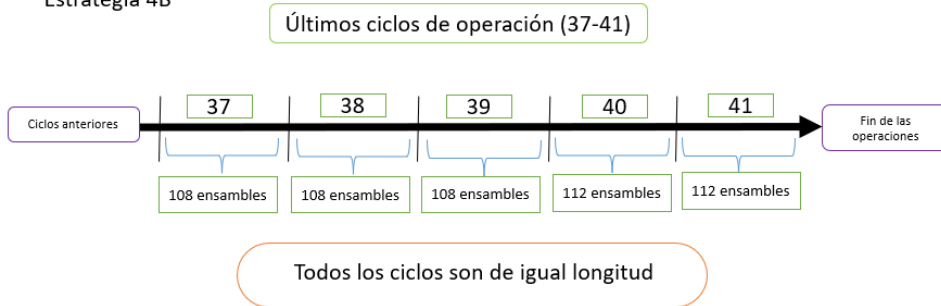 Estrategia 4B
Últimos ciclos de operación (37-41)
37
38
39
40
41
Ciclos anteriores
Fin de las
operaciones
108 ensambles
108 ensambles
108 ensambles
112 ensambles
112 ensambles
Todos los ciclos son de igual longitud